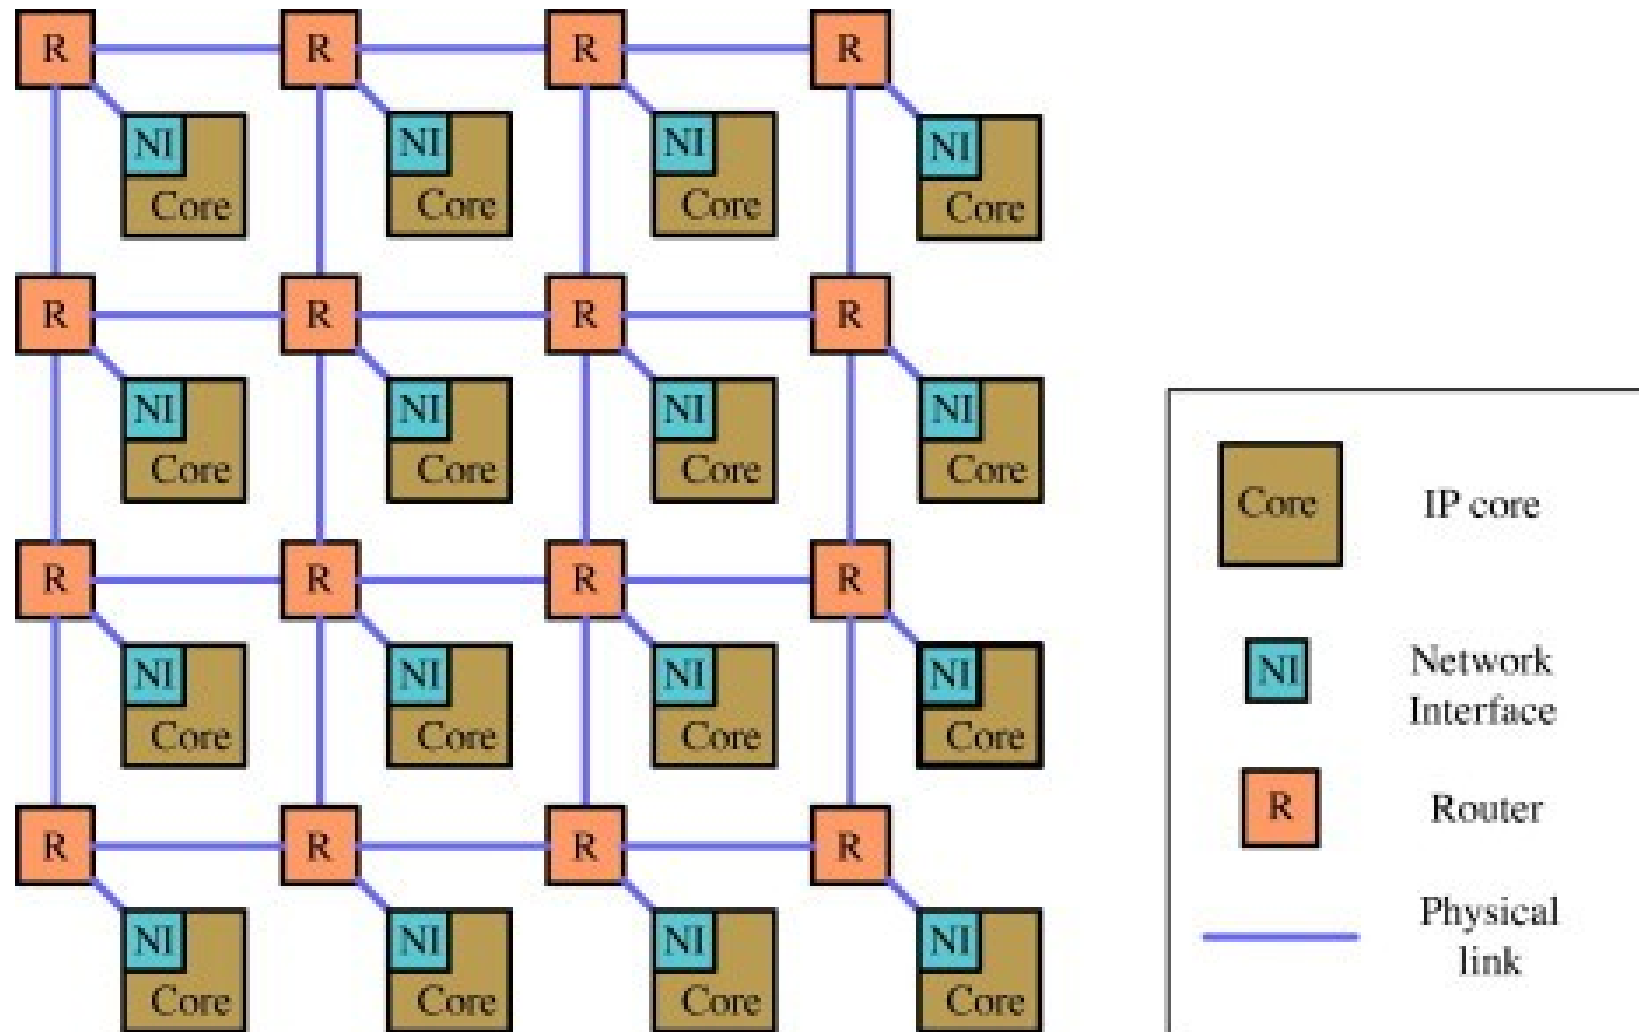 R R R R
NI NI NI NI
Core Core Core Core
R R R R
NI NI NI NI
Core Core Core Core
R R R R
NI NI NI NI
Core Core Core Core
R R R R
NI NI NI NI
Core Core Core Core
Core IP core
NI Network
Interface
R Router
Physical
link